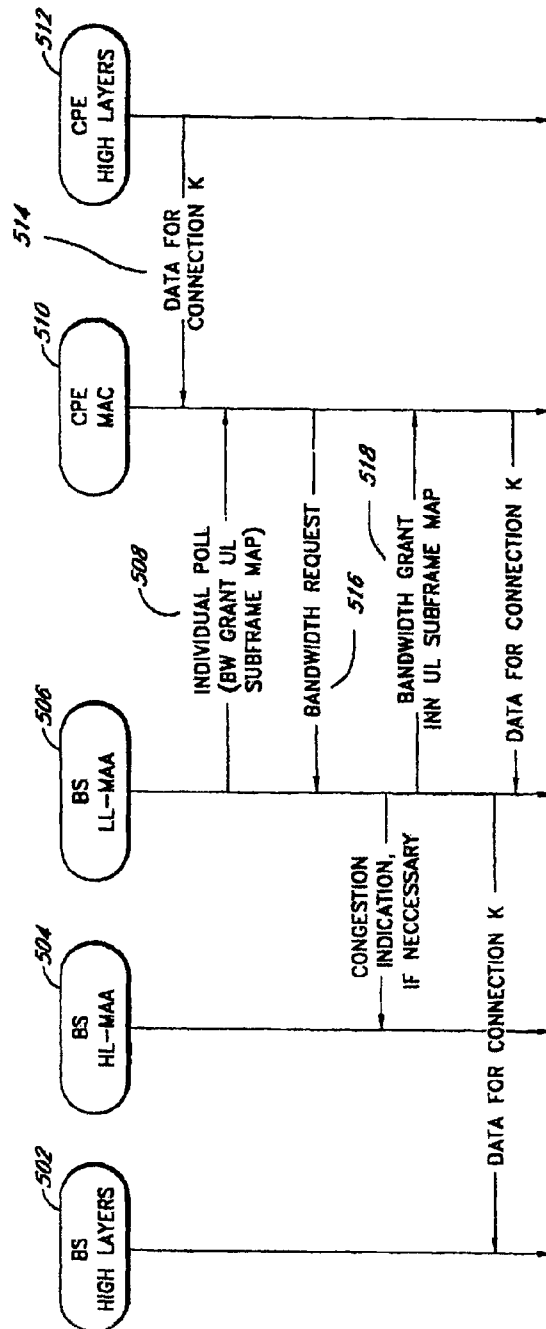 502
BS
HIGH LAYERS
504
BS
HL-MAA
506
BS
LL-MAA
510
CPE
MAC
512
CPE
HIGH LAYERS
514
DATA FOR
CONNECTION K
508
INDIVIDUAL POLL
(BW GRANT UL
SUBFRAME MAP)
BANDWIDTH REQUEST
516
CONGESTION
INDICATION,
IF NECCESSARY
518
BANDWIDTH GRANT
INN UL SUBFRAME MAP
DATA FOR CONNECTION K
DATA FOR CONNECTION K